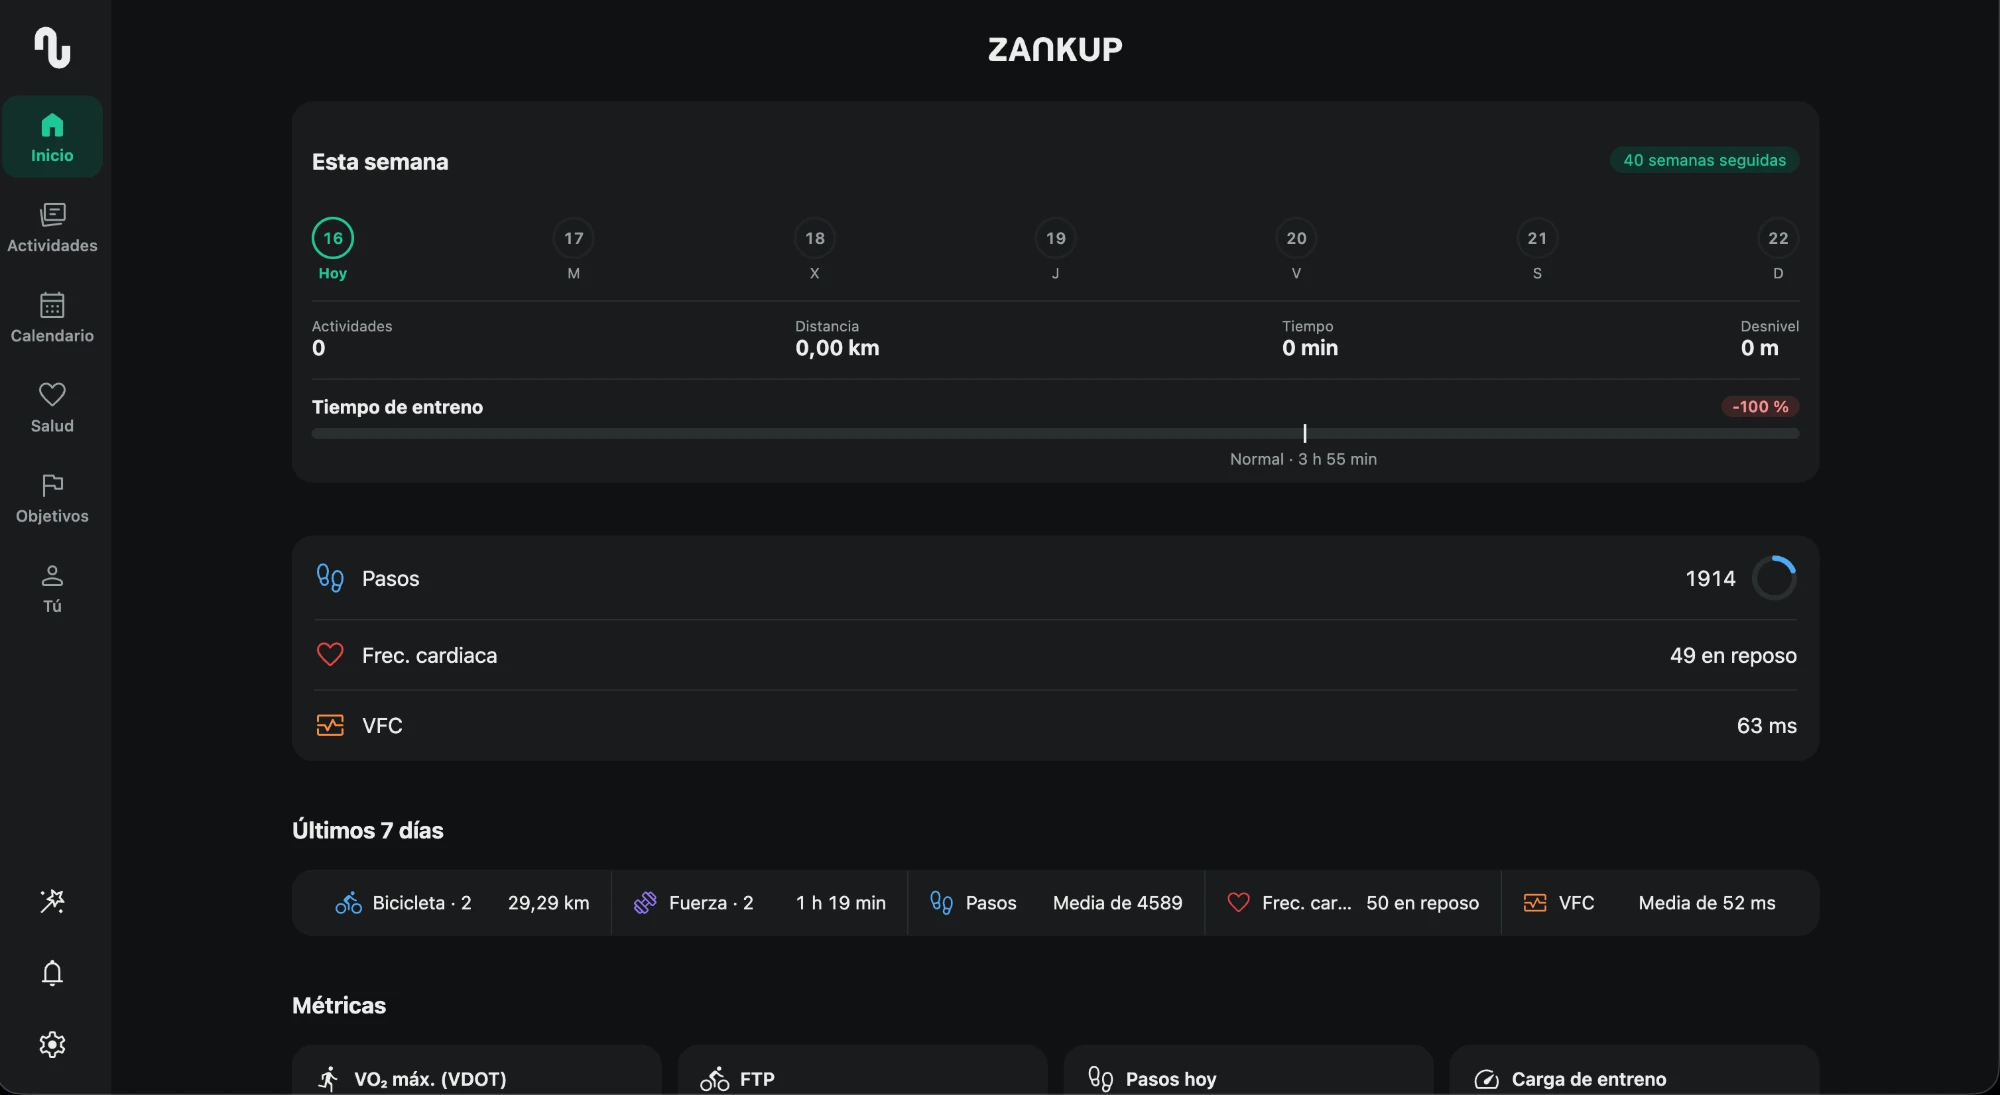 ZANKUP
Inicio
Actividades
Calendario
Salud
Objetivos
Tú
Esta semana
40 semanas seguidas
16 17 18 19 20 21 22
Hoy M X J V S D
Actividades Distancia Tiempo Desnivel
0 0,00 km 0 min 0 m
Tiempo de entreno -100 %
Normal · 3 h 55 min
Pasos 1914
Frec. cardiaca 49 en reposo
VFC 63 ms
Últimos 7 días
Bicicleta · 2 29,29 km Fuerza · 2 1 h 19 min Pasos Media de 4589 Frec. car... 50 en reposo VFC Media de 52 ms
Métricas
VO₂ máx. (VDOT) FTP Pasos hoy Carga de entreno